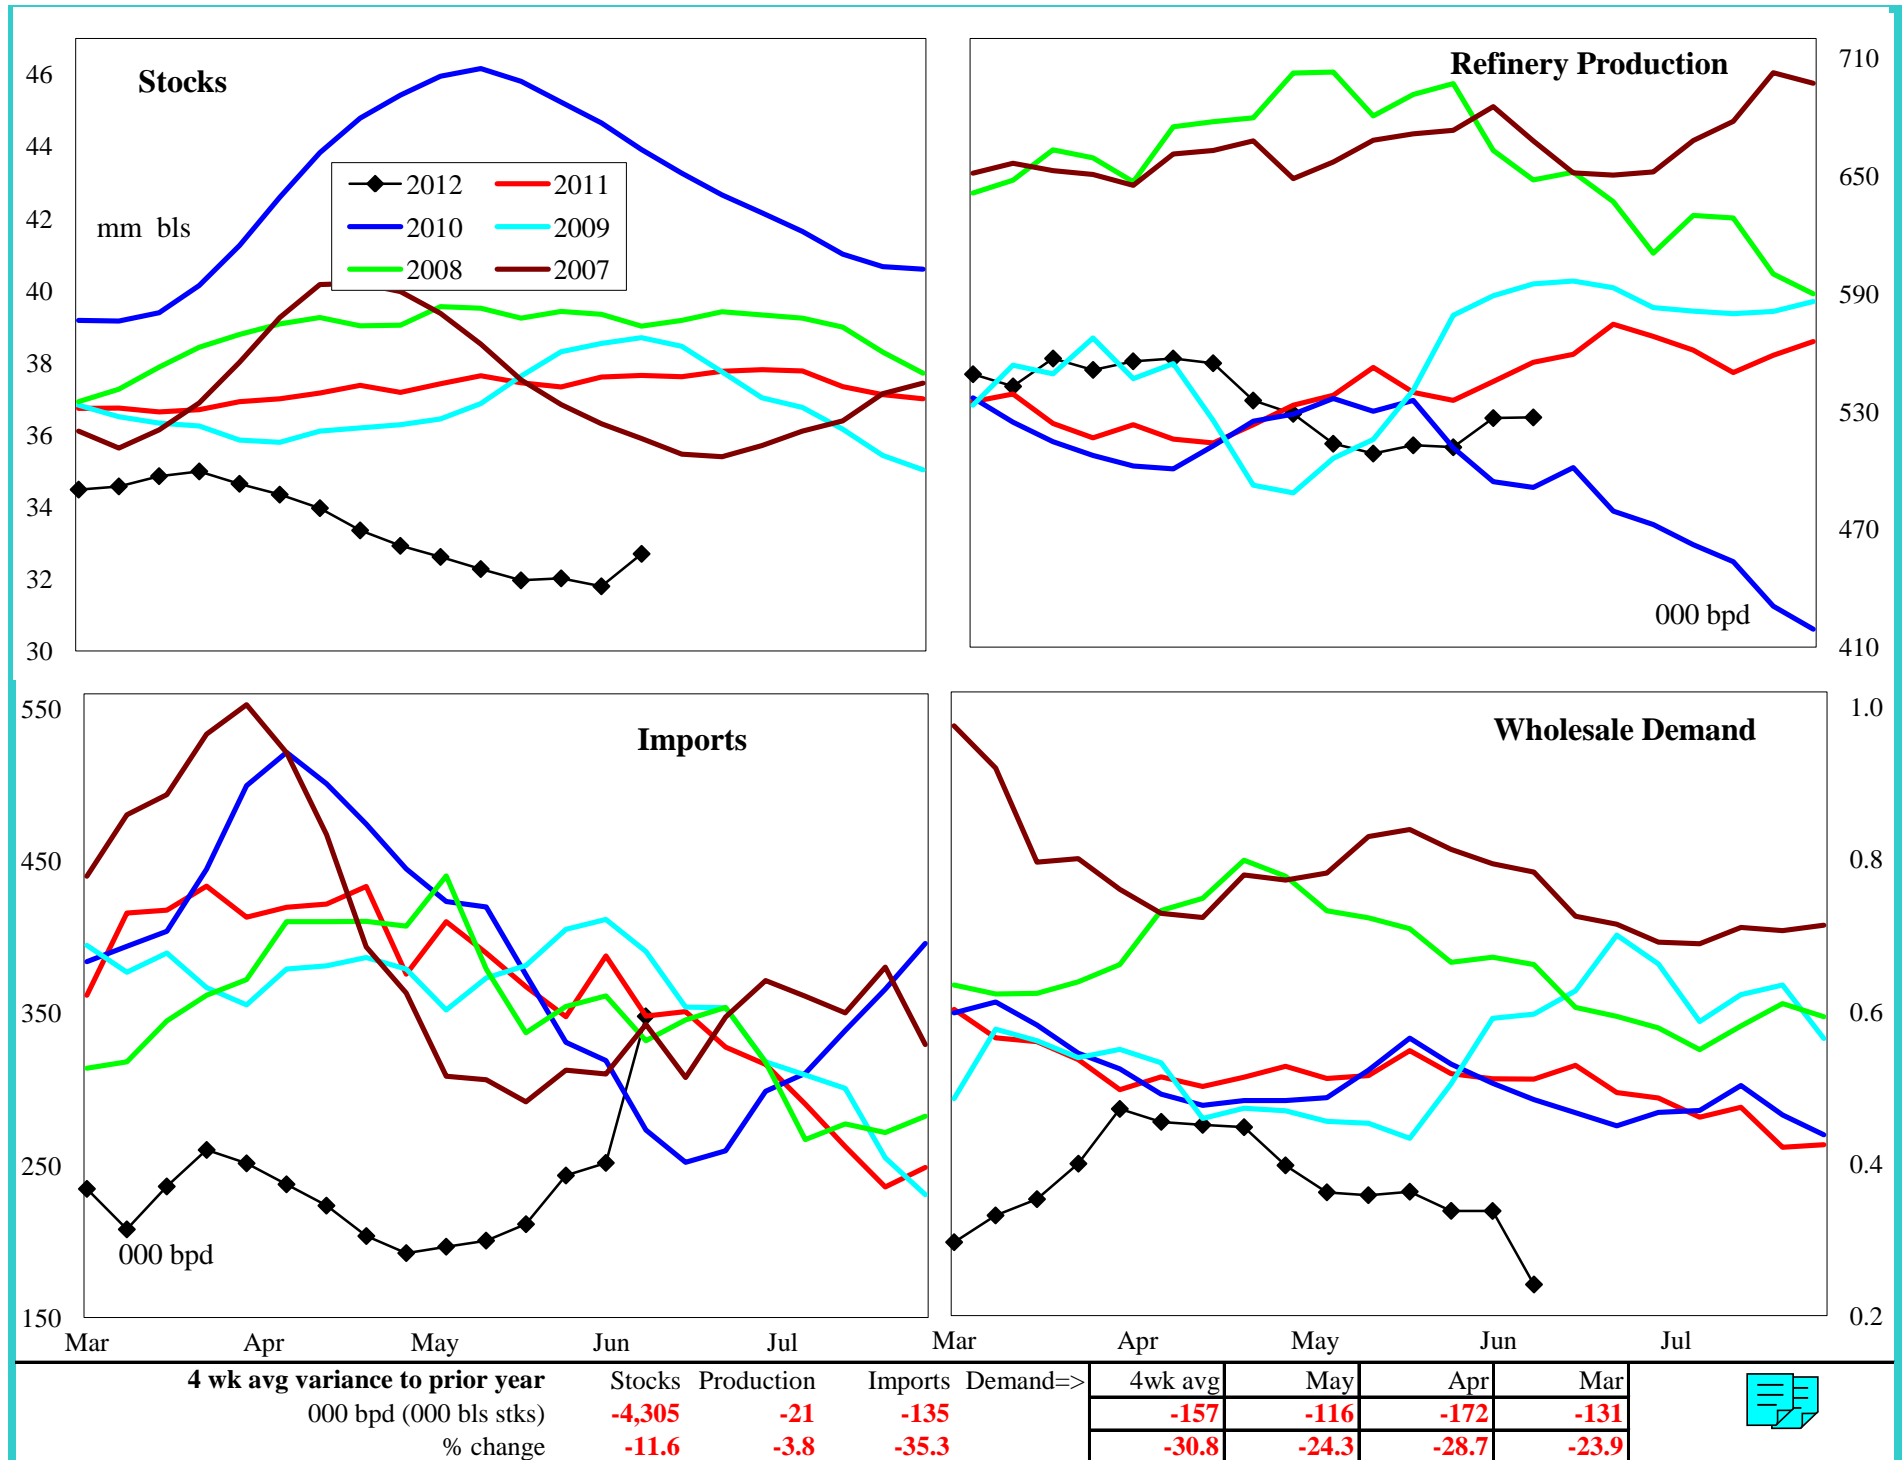 Stocks
46
44
42
40
38
36
34
32
30
mm bls
2012 2011
2010 2009
2008 2007
Refinery Production
710
650
590
530
470
410
000 bpd
Imports
550
450
350
250
150
000 bpd
Mar Apr May Jun Jul
Wholesale Demand
1.0
0.8
0.6
0.4
0.2
Mar Apr May Jun Jul
4 wk avg variance to prior year Stocks Production Imports Demand=> 4wk avg May Apr Mar
000 bpd (000 bls stks) -4,305 -21 -135 -157 -116 -172 -131
% change -11.6 -3.8 -35.3 -30.8 -24.3 -28.7 -23.9